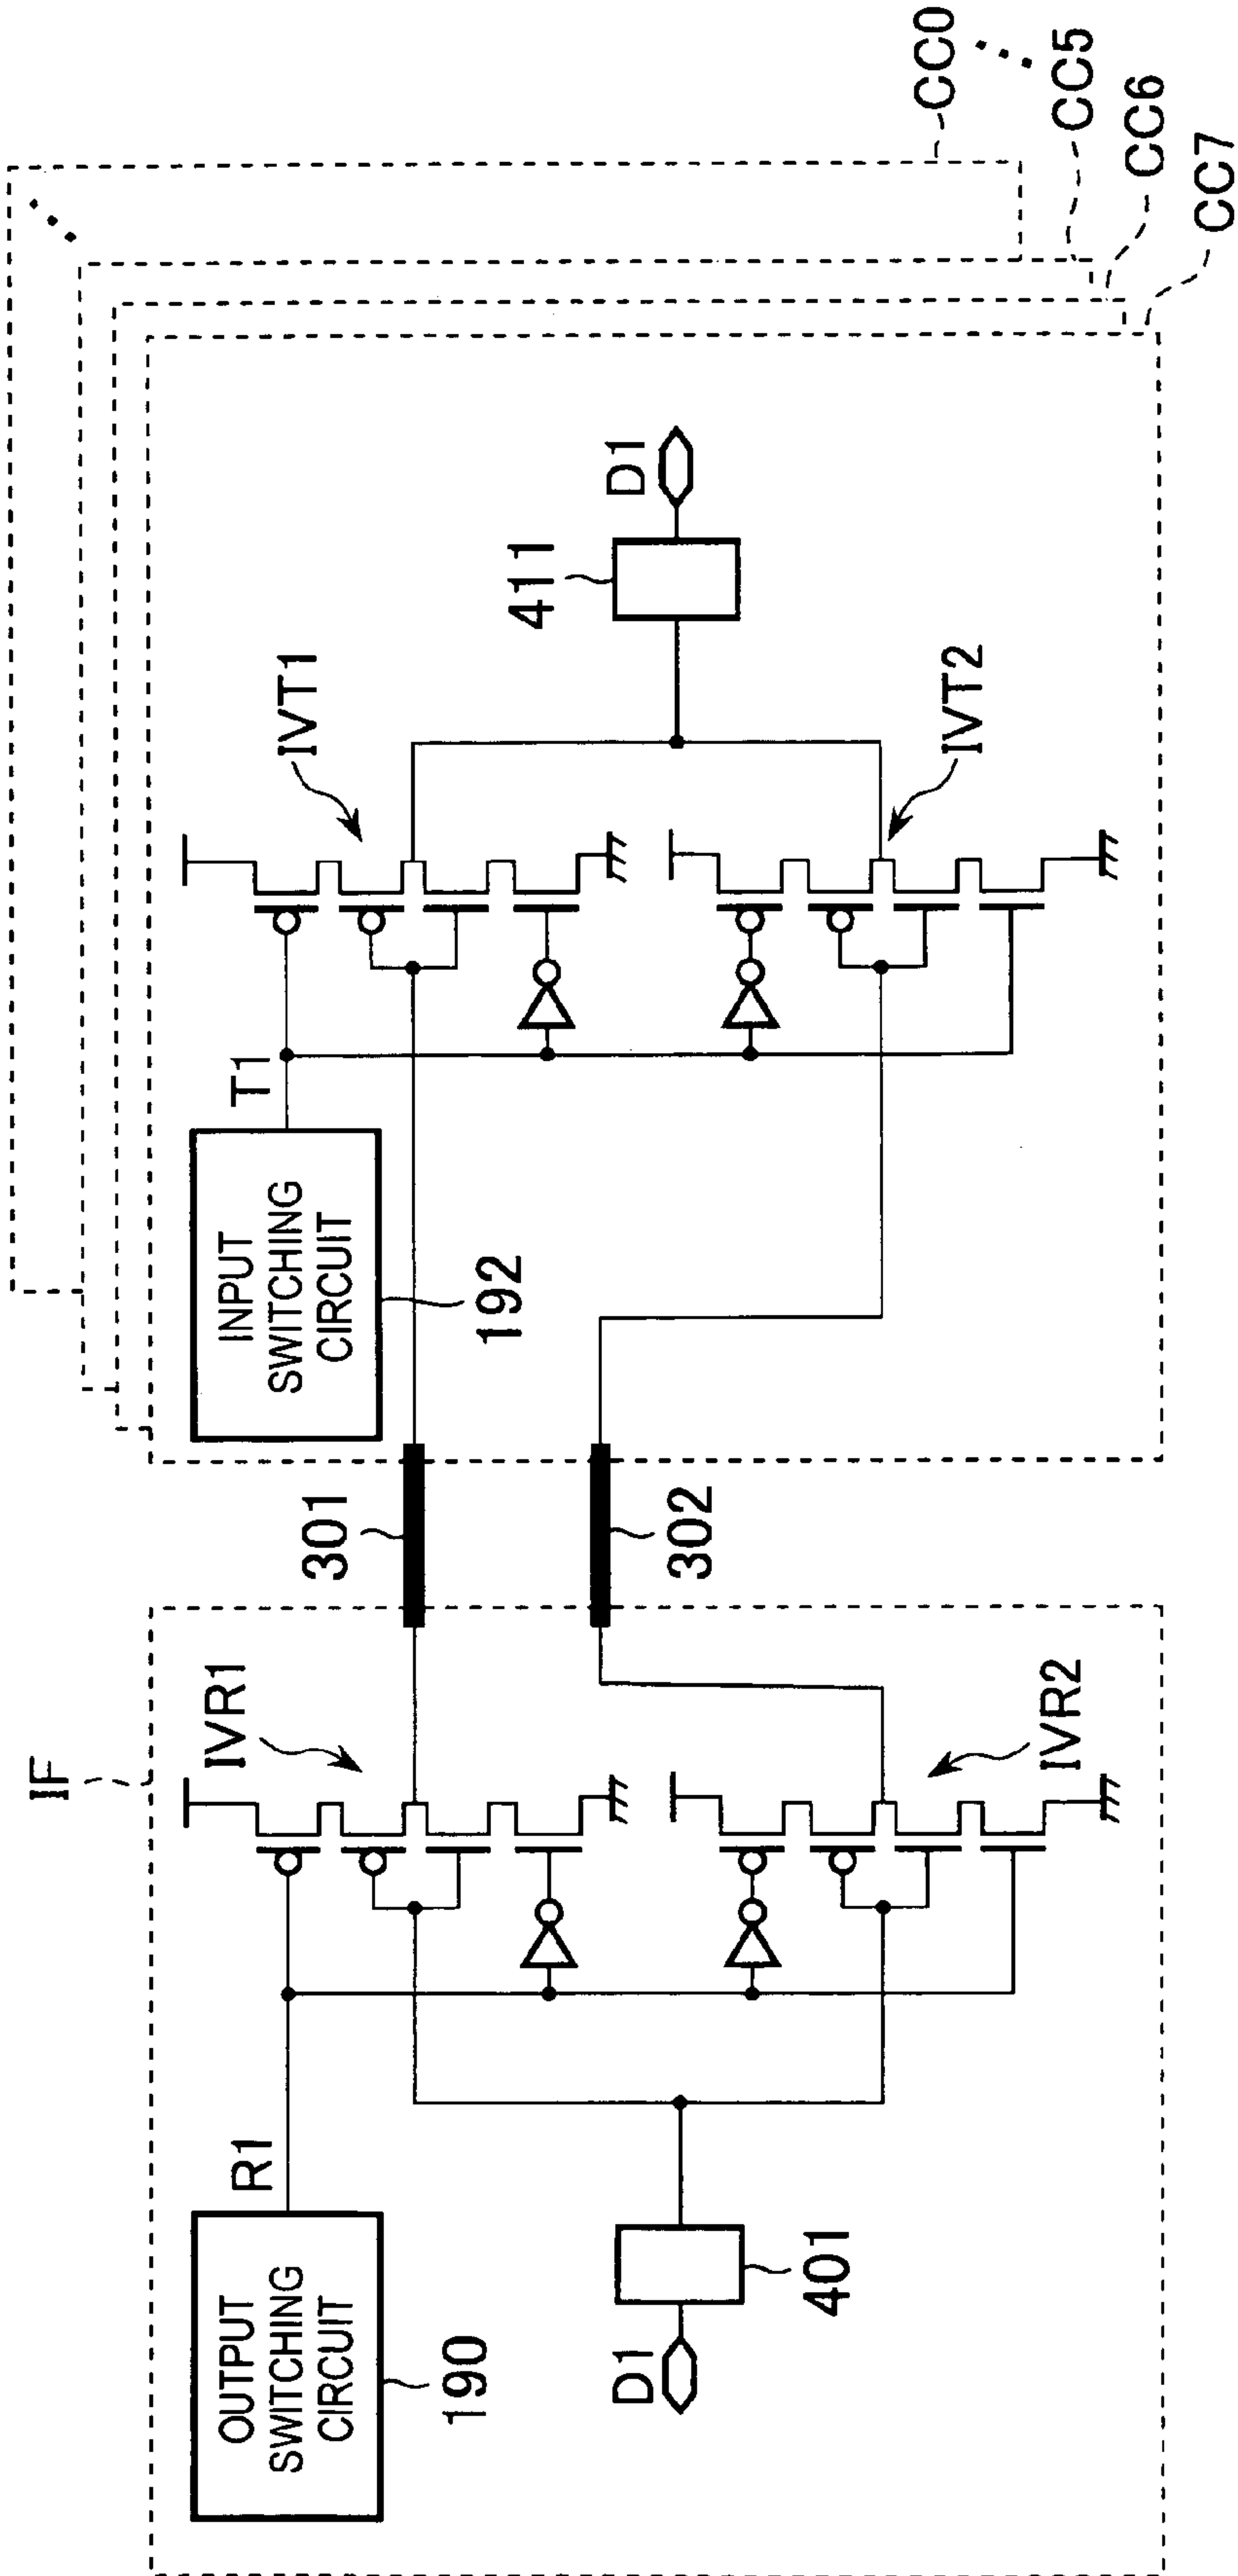 IF
OUTPUT
SWITCHING
CIRCUIT
190
R1
IVR1
D1
401
IVR2
301
302
INPUT
SWITCHING
CIRCUIT
192
T1
IVT1
411
D1
IVT2
CC0
CC5
CC6
CC7